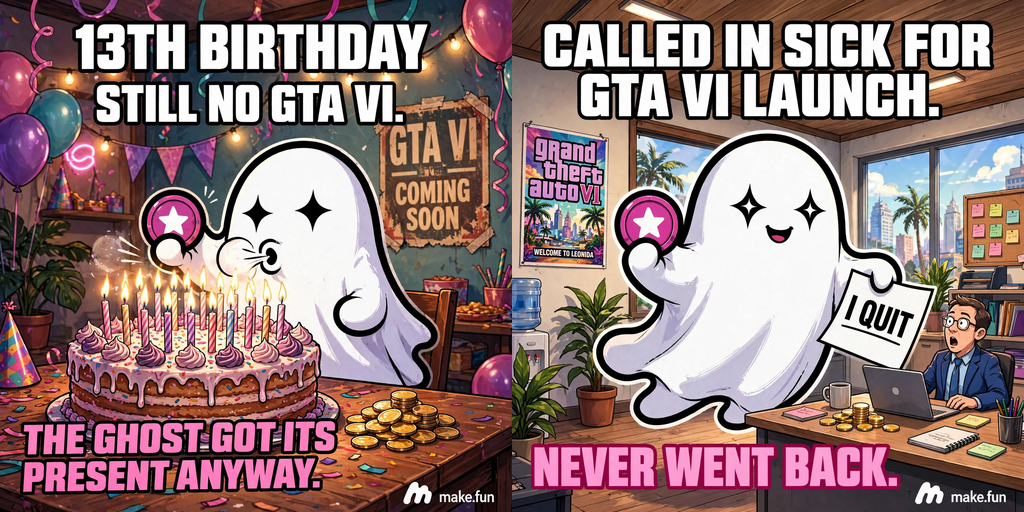 13TH BIRTHDAY
STILL NO GTA VI.
GTA VI
COMING
SOON
THE GHOST GOT ITS
PRESENT ANYWAY.
make.fun
CALLED IN SICK FOR
GTA VI LAUNCH.
grand
theft
auto VI
WELCOME TO LEONIDA
I QUIT
NEVER WENT BACK.
make.fun